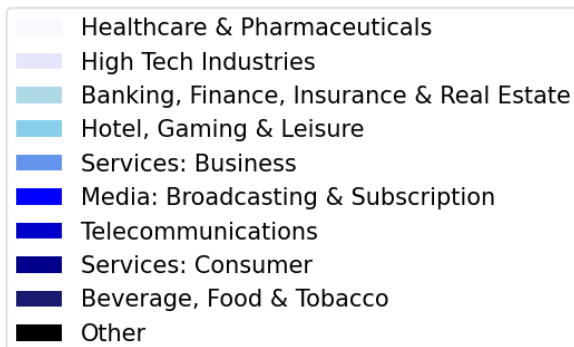 Healthcare & Pharmaceuticals
High Tech Industries
Banking, Finance, Insurance & Real Estate
Hotel, Gaming & Leisure
Services: Business
Media: Broadcasting & Subscription
Telecommunications
Services: Consumer
Beverage, Food & Tobacco
Other